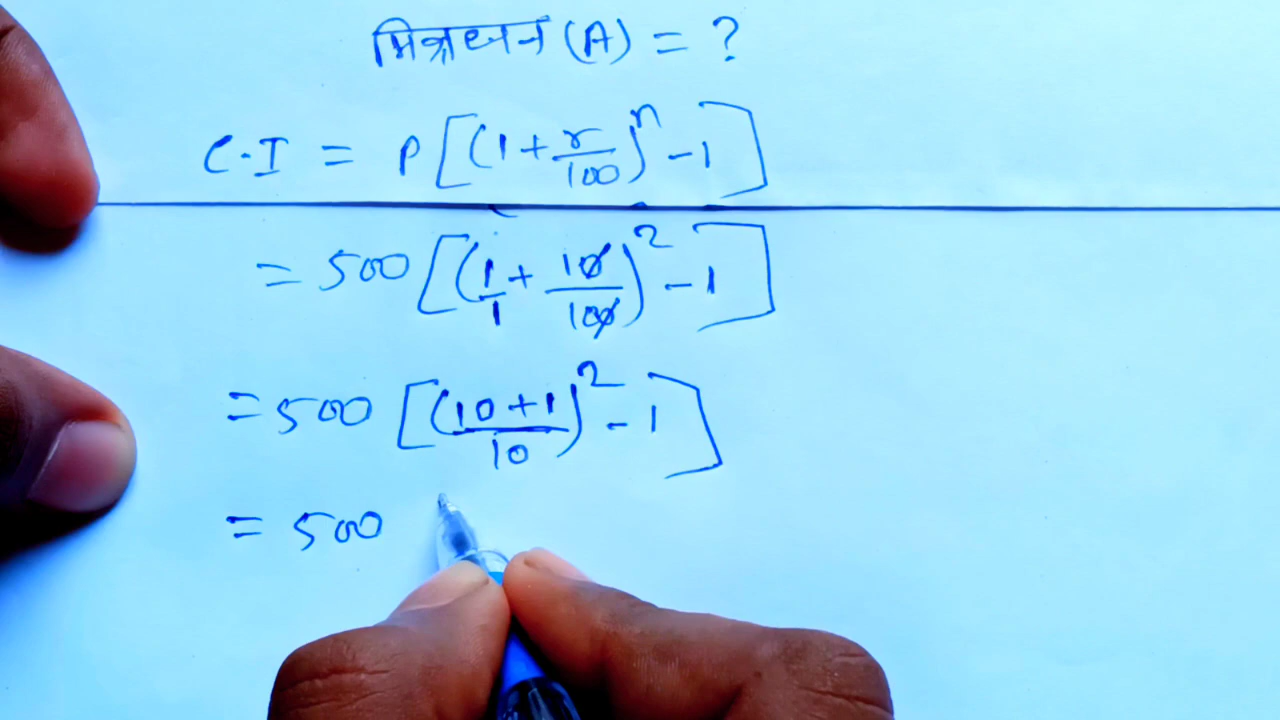 मिश्रधन (A) = ?
C.I = P[(1 + r/100)^n - 1]
= 500 [(1/1 + 10/100)^2 - 1]
= 500 [(10+1/10)^2 - 1]
= 500